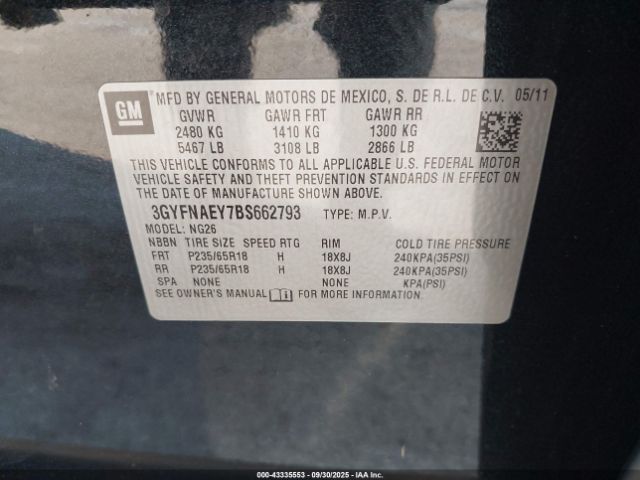 GM
MFD BY GENERAL MOTORS DE MEXICO, S. DE R.L. DE C.V. 05/11
GVWR GAWR FRT GAWR RR
2480 KG 1410 KG 1300 KG
5467 LB 3108 LB 2866 LB
THIS VEHICLE CONFORMS TO ALL APPLICABLE U.S. FEDERAL MOTOR
VEHICLE SAFETY AND THEFT PREVENTION STANDARDS IN EFFECT ON
THE DATE OF MANUFACTURE SHOWN ABOVE.
3GYFNAEY7BS662793 TYPE: M.P.V.
MODEL: NG26
NBBN TIRE SIZE SPEED RTG RIM COLD TIRE PRESSURE
FRT P235/65R18 H 18X8J 240KPA(35PSI)
RR P235/65R18 H 18X8J 240KPA(35PSI)
SPA NONE NONE KPA(PSI)
SEE OWNER'S MANUAL FOR MORE INFORMATION.
000-43335553 - 09/30/2025 - IAA Inc.